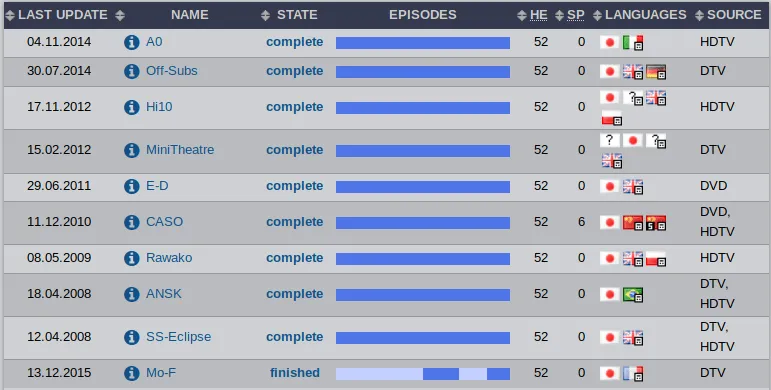 LAST UPDATE NAME STATE EPISODES HE SP LANGUAGES SOURCE
04.11.2014 A0 complete 52 0 HDTV
30.07.2014 Off-Subs complete 52 0 DTV
17.11.2012 Hi10 complete 52 0 ? HDTV
15.02.2012 MiniTheatre complete 52 0 ? ? DTV
29.06.2011 E-D complete 52 0 DVD
11.12.2010 CASO complete 52 6 5 DVD,
HDTV
08.05.2009 Rawako complete 52 0 HDTV
18.04.2008 ANSK complete 52 0 DTV,
HDTV
12.04.2008 SS-Eclipse complete 52 0 DTV,
HDTV
13.12.2015 Mo-F finished 52 0 DTV